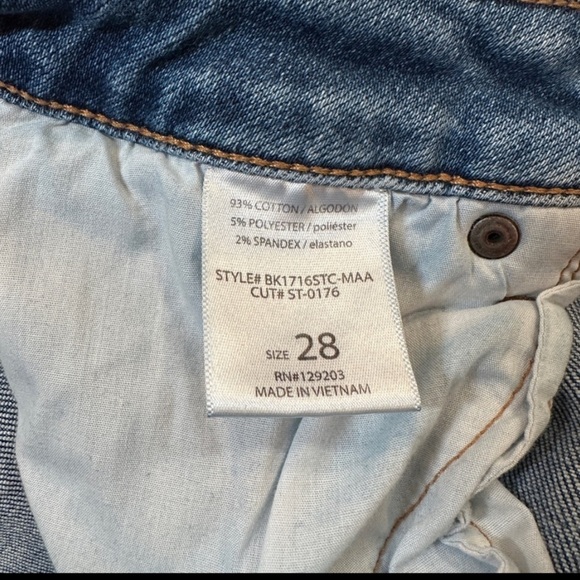 93% COTTON / ALGODON
5% POLYESTER / poliéster
2% SPANDEX / elastano
STYLE# BK1716STC-MAA
CUT# ST-0176
SIZE 28
RN#129203
MADE IN VIETNAM